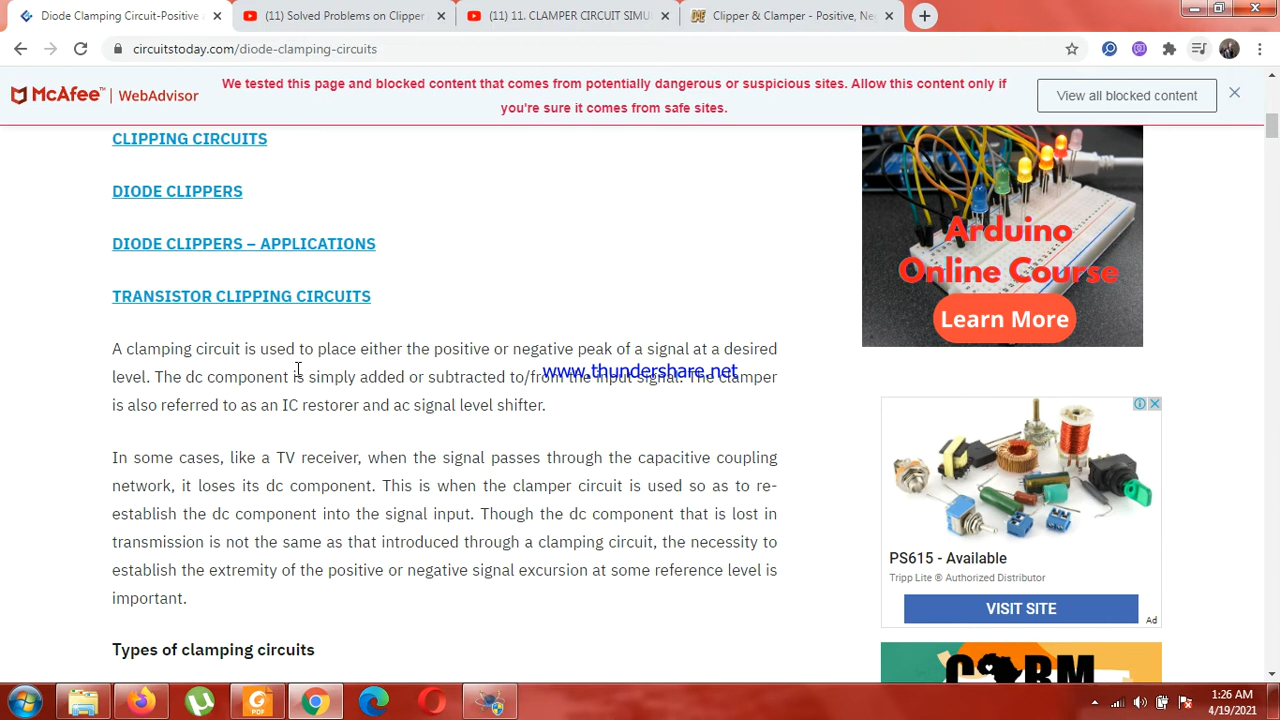 Diode Clamping Circuit-Positive
(11) Solved Problems on Clipper
(11) 11. CLAMPER CIRCUIT SIMU
Clipper & Clamper - Positive, Neg
circuitstoday.com/diode-clamping-circuits
McAfee™ | WebAdvisor
We tested this page and blocked content that comes from potentially dangerous or suspicious sites. Allow this content only if
you're sure it comes from safe sites.
View all blocked content
CLIPPING CIRCUITS
DIODE CLIPPERS
DIODE CLIPPERS – APPLICATIONS
TRANSISTOR CLIPPING CIRCUITS
A clamping circuit is used to place either the positive or negative peak of a signal at a desired
level. The dc component is simply added or subtracted to/from the input signal. The clamper
is also referred to as an IC restorer and ac signal level shifter.
www.thundershare.net
In some cases, like a TV receiver, when the signal passes through the capacitive coupling
network, it loses its dc component. This is when the clamper circuit is used so as to re-
establish the dc component into the signal input. Though the dc component that is lost in
transmission is not the same as that introduced through a clamping circuit, the necessity to
establish the extremity of the positive or negative signal excursion at some reference level is
important.
Types of clamping circuits
Arduino
Online Course
Learn More
PS615 - Available
Tripp Lite ® Authorized Distributor
VISIT SITE
Ad
PDF
1:26 AM
4/19/2021